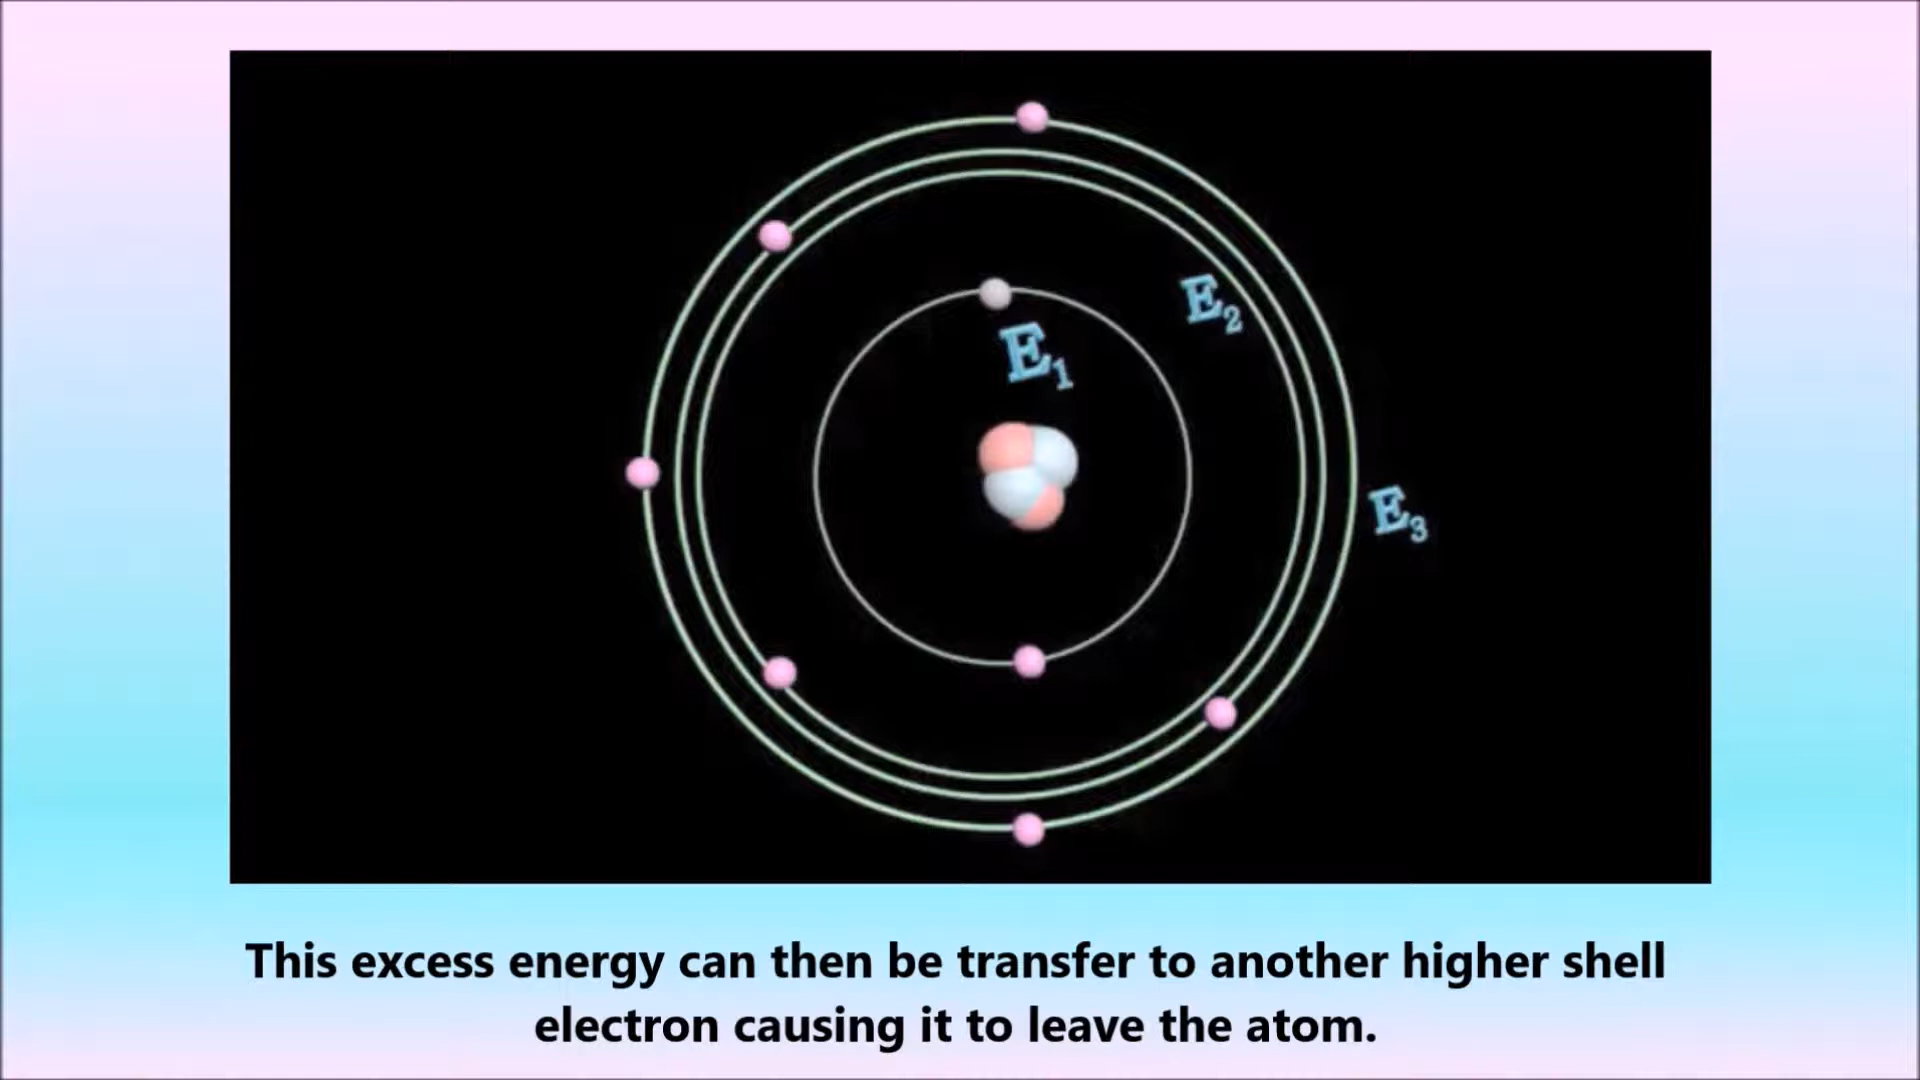 E₂
E₁
E₃
This excess energy can then be transfer to another higher shell
electron causing it to leave the atom.